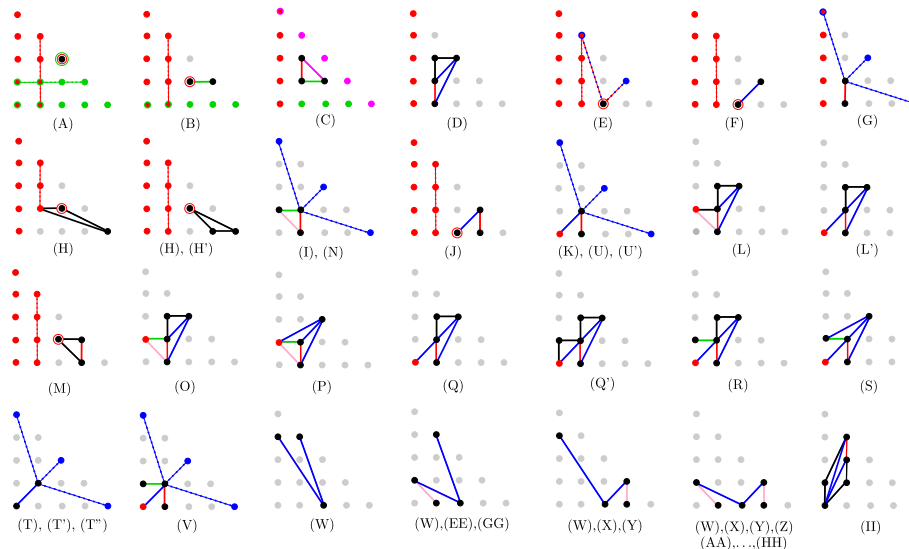 (A) (B) (C) (D) (E) (F) (G)
(H) (H), (H') (I), (N) (J) (K), (U), (U') (L) (L')
(M) (O) (P) (Q) (Q') (R) (S)
(T), (T'), (T") (V) (W) (W),(EE),(GG) (W),(X),(Y) (W),(X),(Y),(Z) (II)
(AA),...,(HH)